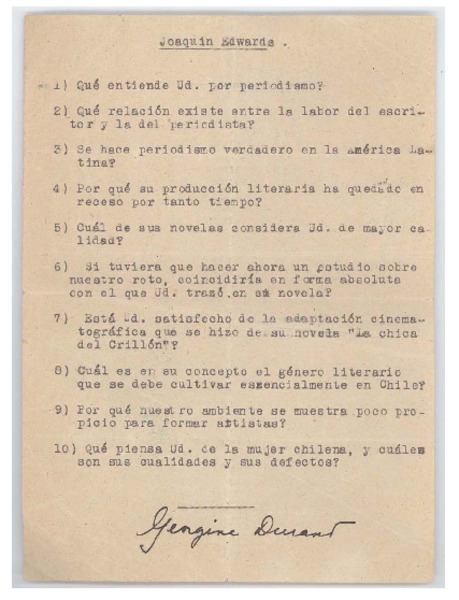 Joaquin Edwards .
1) Qué entiende Ud. por periodismo?
2) Qué relación existe entre la labor del escri-
tor y la del periodista?
3) Se hace periodismo verdadero en la américa La-
tina?
4) Por qué su producción literaria ha quedado en
receso por tanto tiempo?
5) Cuál de sus novelas considera Ud. de mayor ca
lidad?
6) Si tuviera que hacer ahora un estudio sobre
nuestro roto, coincidiría en forma absoluta
con el que Ud. trazó en su novela?
7) Está Ud. satisfecho de la adaptación cinema-
tográfica que se hizo de su novela "La chica
del Crillón"?
8) Cuál es en su concepto el género literario
que se debe cultivar eszencialmente en Chile?
9) Por qué nuestro ambiente se muestra poco pro-
picio para formar artistas?
10) Qué piensa Ud. de la mujer chilena, y cuáles
son sus cualidades y sus defectos?
Georgine Durand